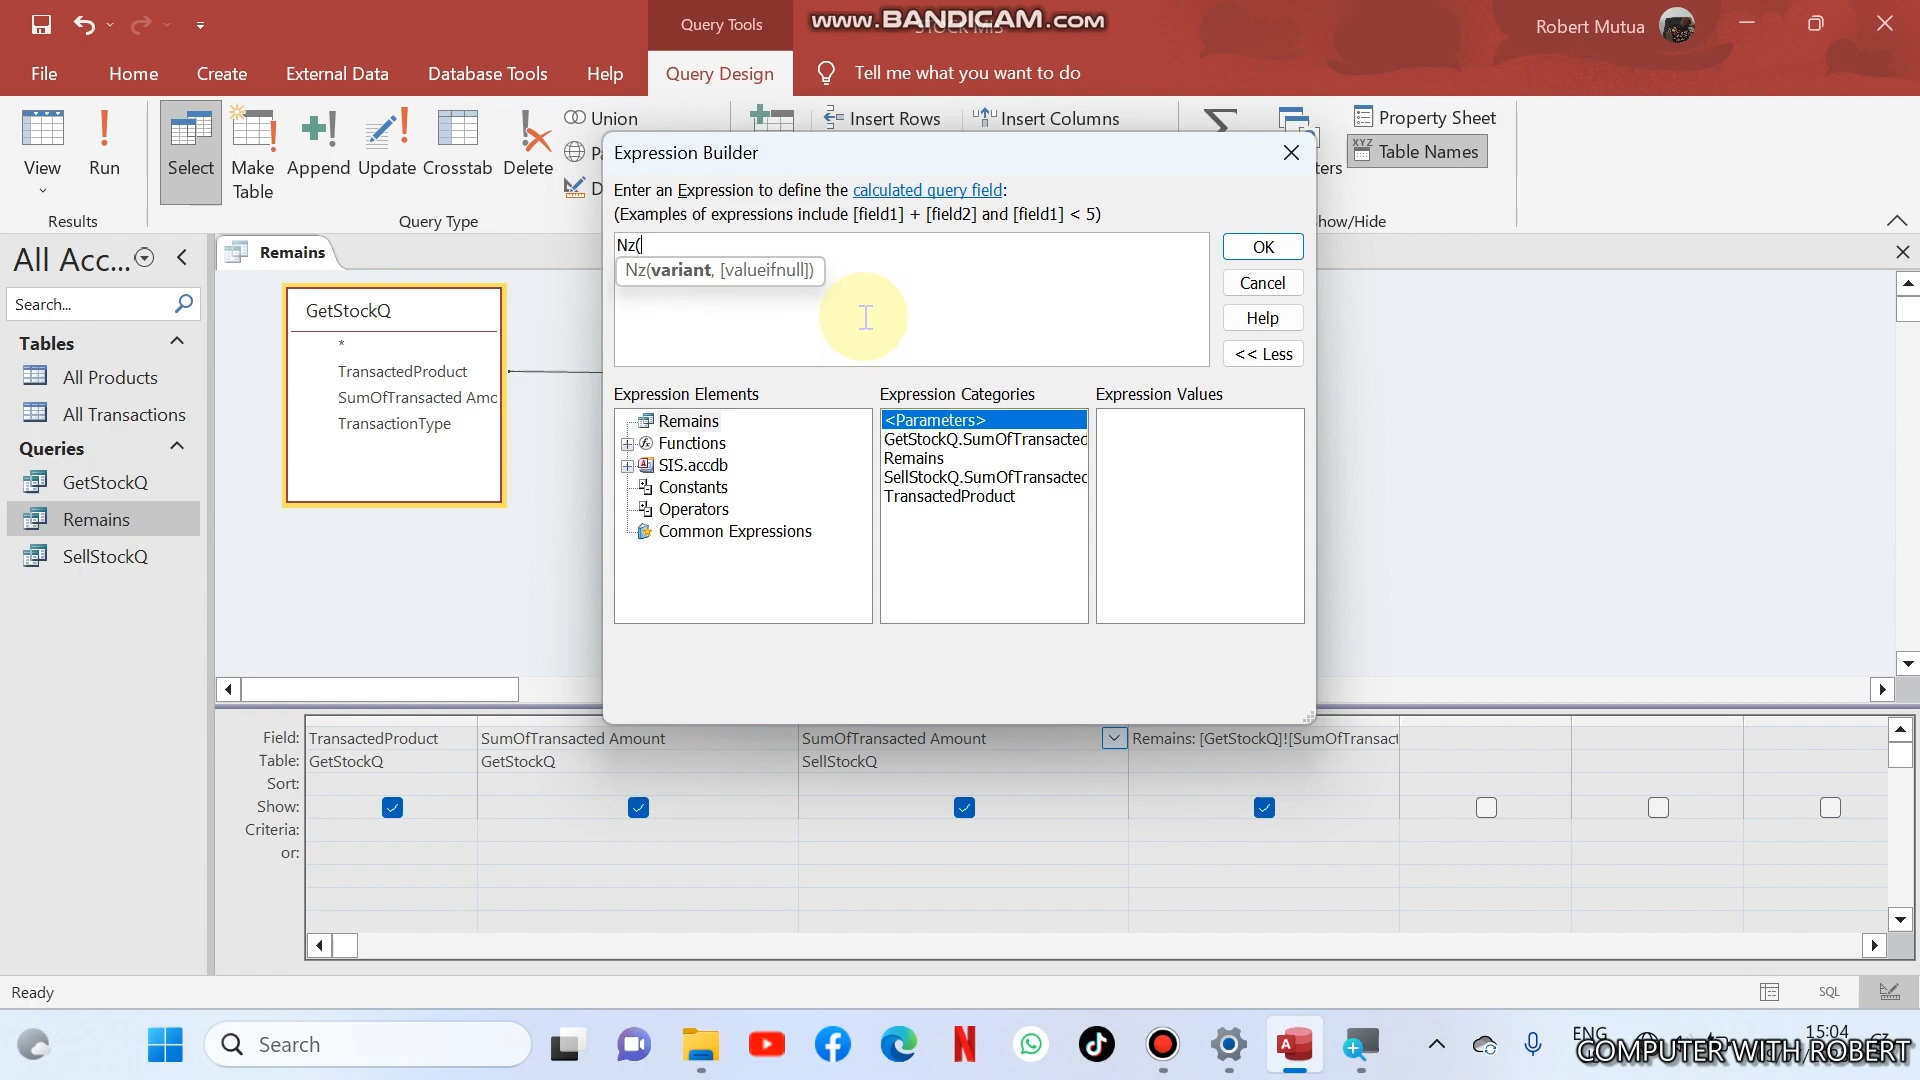 Query Tools
www.BANDICAM.com
Robert Mutua
File
Home
Create
External Data
Database Tools
Help
Query Design
Tell me what you want to do
View
Run
Select
Make
Table
Append
Update
Crosstab
Delete
Union
Insert Rows
Insert Columns
Property Sheet
Table Names
Results
Query Type
Expression Builder
Enter an Expression to define the calculated query field:
(Examples of expressions include [field1] + [field2] and [field1] < 5)
Nz(
Nz(variant, [valueifnull])
OK
Cancel
Help
<< Less
Expression Elements
Expression Categories
Expression Values
Remains
Functions
SIS.accdb
Constants
Operators
Common Expressions
<Parameters>
GetStockQ.SumOfTransacted
Remains
SellStockQ.SumOfTransacted
TransactedProduct
All Acc...
Search...
Tables
All Products
All Transactions
Queries
GetStockQ
Remains
SellStockQ
Remains
GetStockQ
*
TransactedProduct
SumOfTransacted Amo
TransactionType
Field: TransactedProduct SumOfTransacted Amount SumOfTransacted Amount Remains: [GetStockQ]![SumOfTransact
Table: GetStockQ GetStockQ SellStockQ
Sort:
Show:
Criteria:
or:
Ready
SQL
Search
ENG
15:04
COMPUTER WITH ROBERT